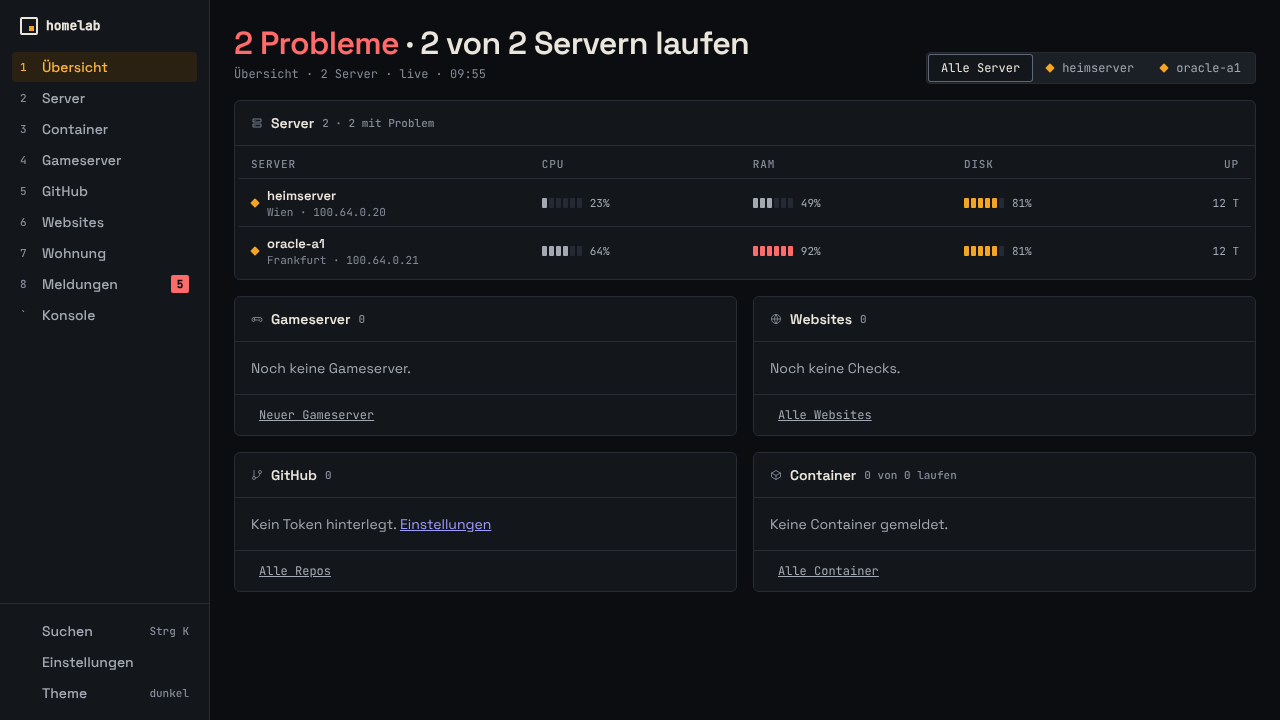 homelab
1 Übersicht
2 Server
3 Container
4 Gameserver
5 GitHub
6 Websites
7 Wohnung
8 Meldungen 5
` Konsole
Suchen Strg K
Einstellungen
Theme dunkel
2 Probleme · 2 von 2 Servern laufen
Übersicht · 2 Server · live · 09:55
Alle Server heimserver oracle-a1
Server 2 · 2 mit Problem
SERVER CPU RAM DISK UP
heimserver
Wien · 100.64.0.20
23% 49% 81% 12 T
oracle-a1
Frankfurt · 100.64.0.21
64% 92% 81% 12 T
Gameserver 0
Noch keine Gameserver.
Neuer Gameserver
Websites 0
Noch keine Checks.
Alle Websites
GitHub 0
Kein Token hinterlegt. Einstellungen
Alle Repos
Container 0 von 0 laufen
Keine Container gemeldet.
Alle Container